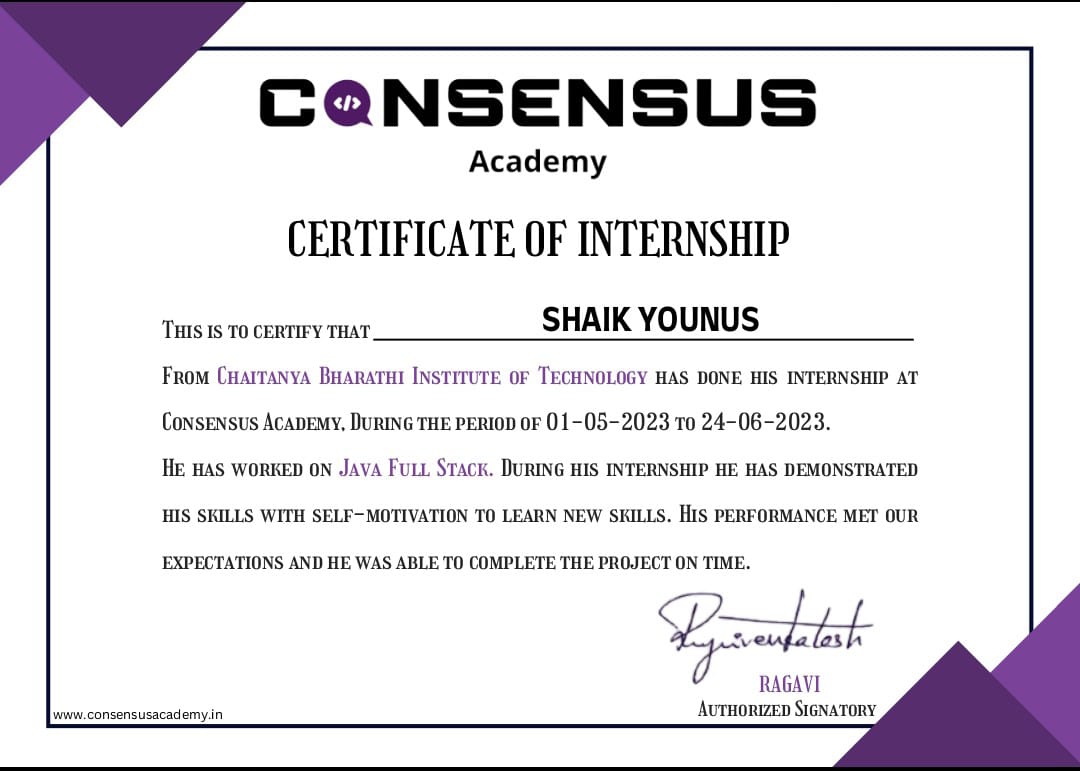 CONSENSUS
Academy
CERTIFICATE OF INTERNSHIP
THIS IS TO CERTIFY THAT SHAIK YOUNUS
FROM CHAITANYA BHARATHI INSTITUTE OF TECHNOLOGY HAS DONE HIS INTERNSHIP AT
CONSENSUS ACADEMY, DURING THE PERIOD OF 01-05-2023 TO 24-06-2023.
HE HAS WORKED ON JAVA FULL STACK. DURING HIS INTERNSHIP HE HAS DEMONSTRATED
HIS SKILLS WITH SELF-MOTIVATION TO LEARN NEW SKILLS. HIS PERFORMANCE MET OUR
EXPECTATIONS AND HE WAS ABLE TO COMPLETE THE PROJECT ON TIME.
RAGAVI
AUTHORIZED SIGNATORY
www.consensusacademy.in